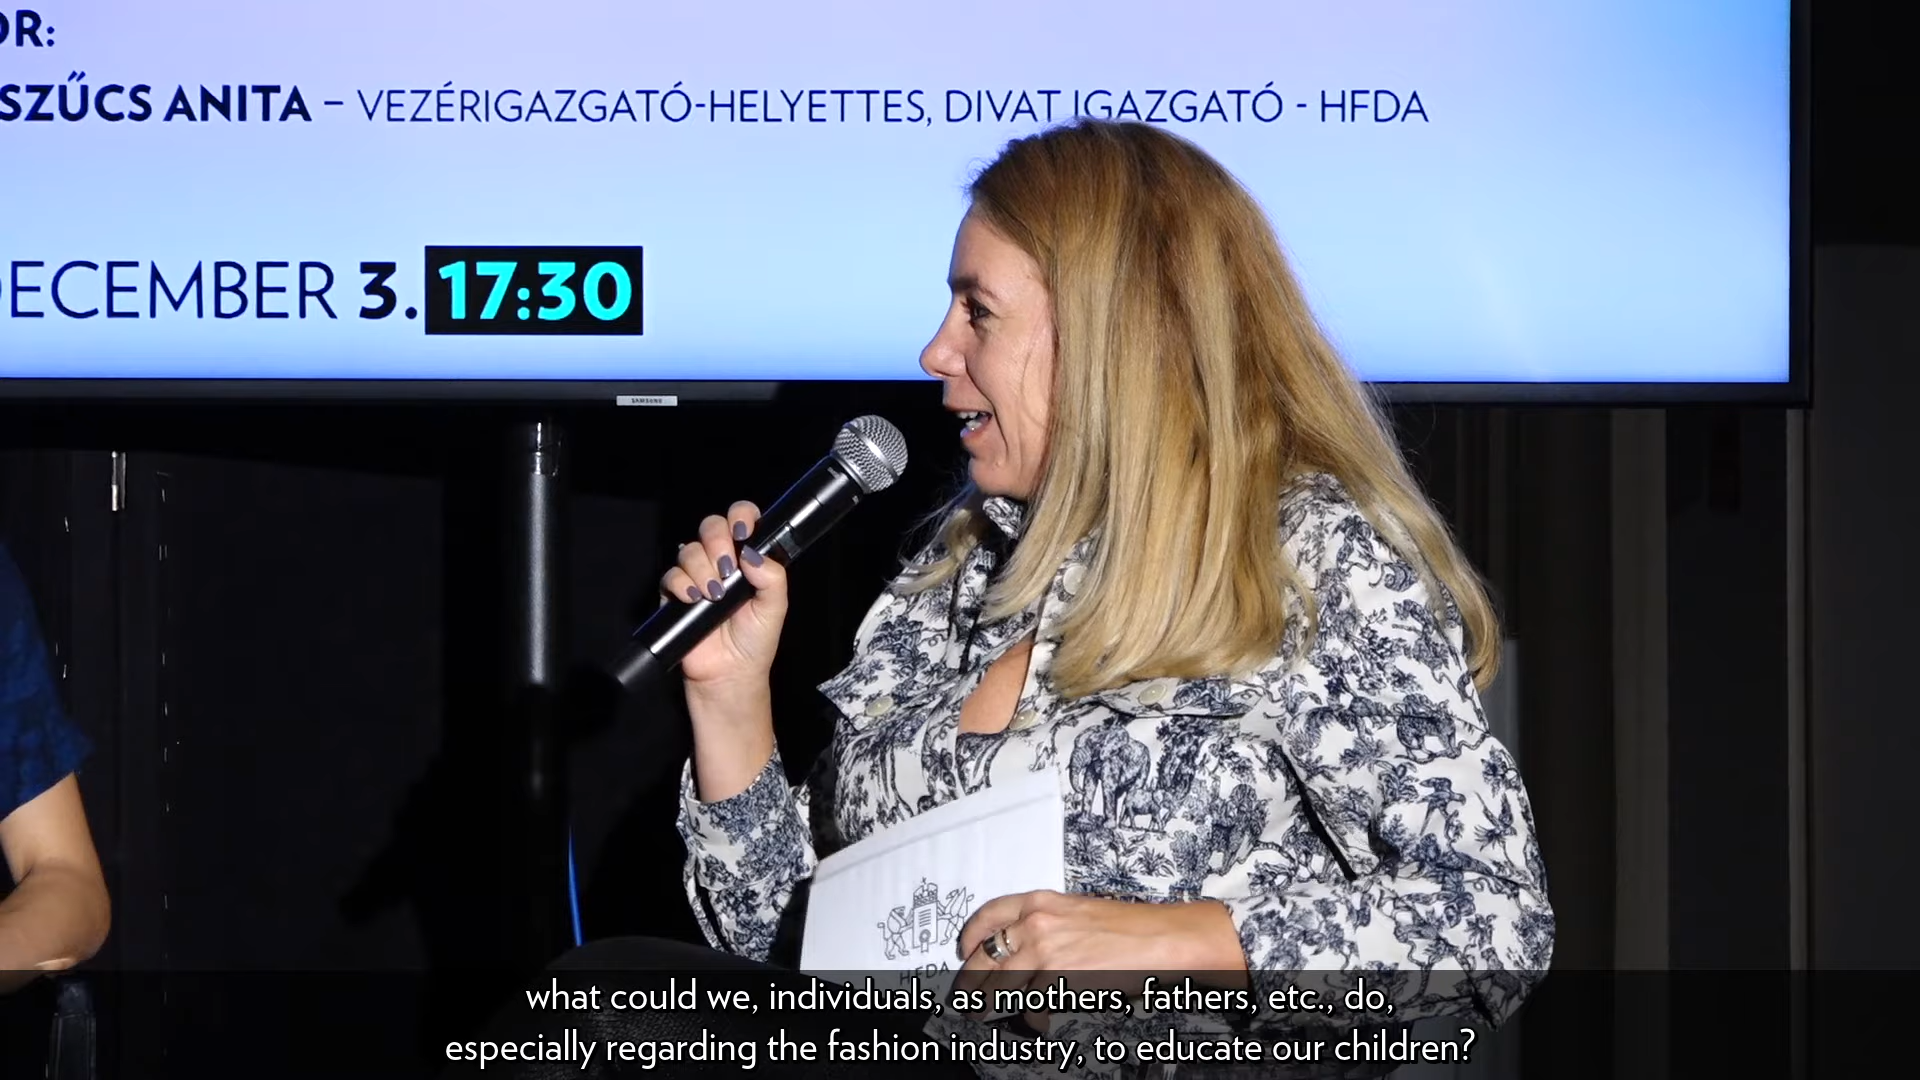 OR:
SZŰCS ANITA – VEZÉRIGAZGATÓ-HELYETTES, DIVAT IGAZGATÓ - HFDA
DECEMBER 3. 17:30
SAMSUNG
HFDA
what could we, individuals, as mothers, fathers, etc., do,
especially regarding the fashion industry, to educate our children?